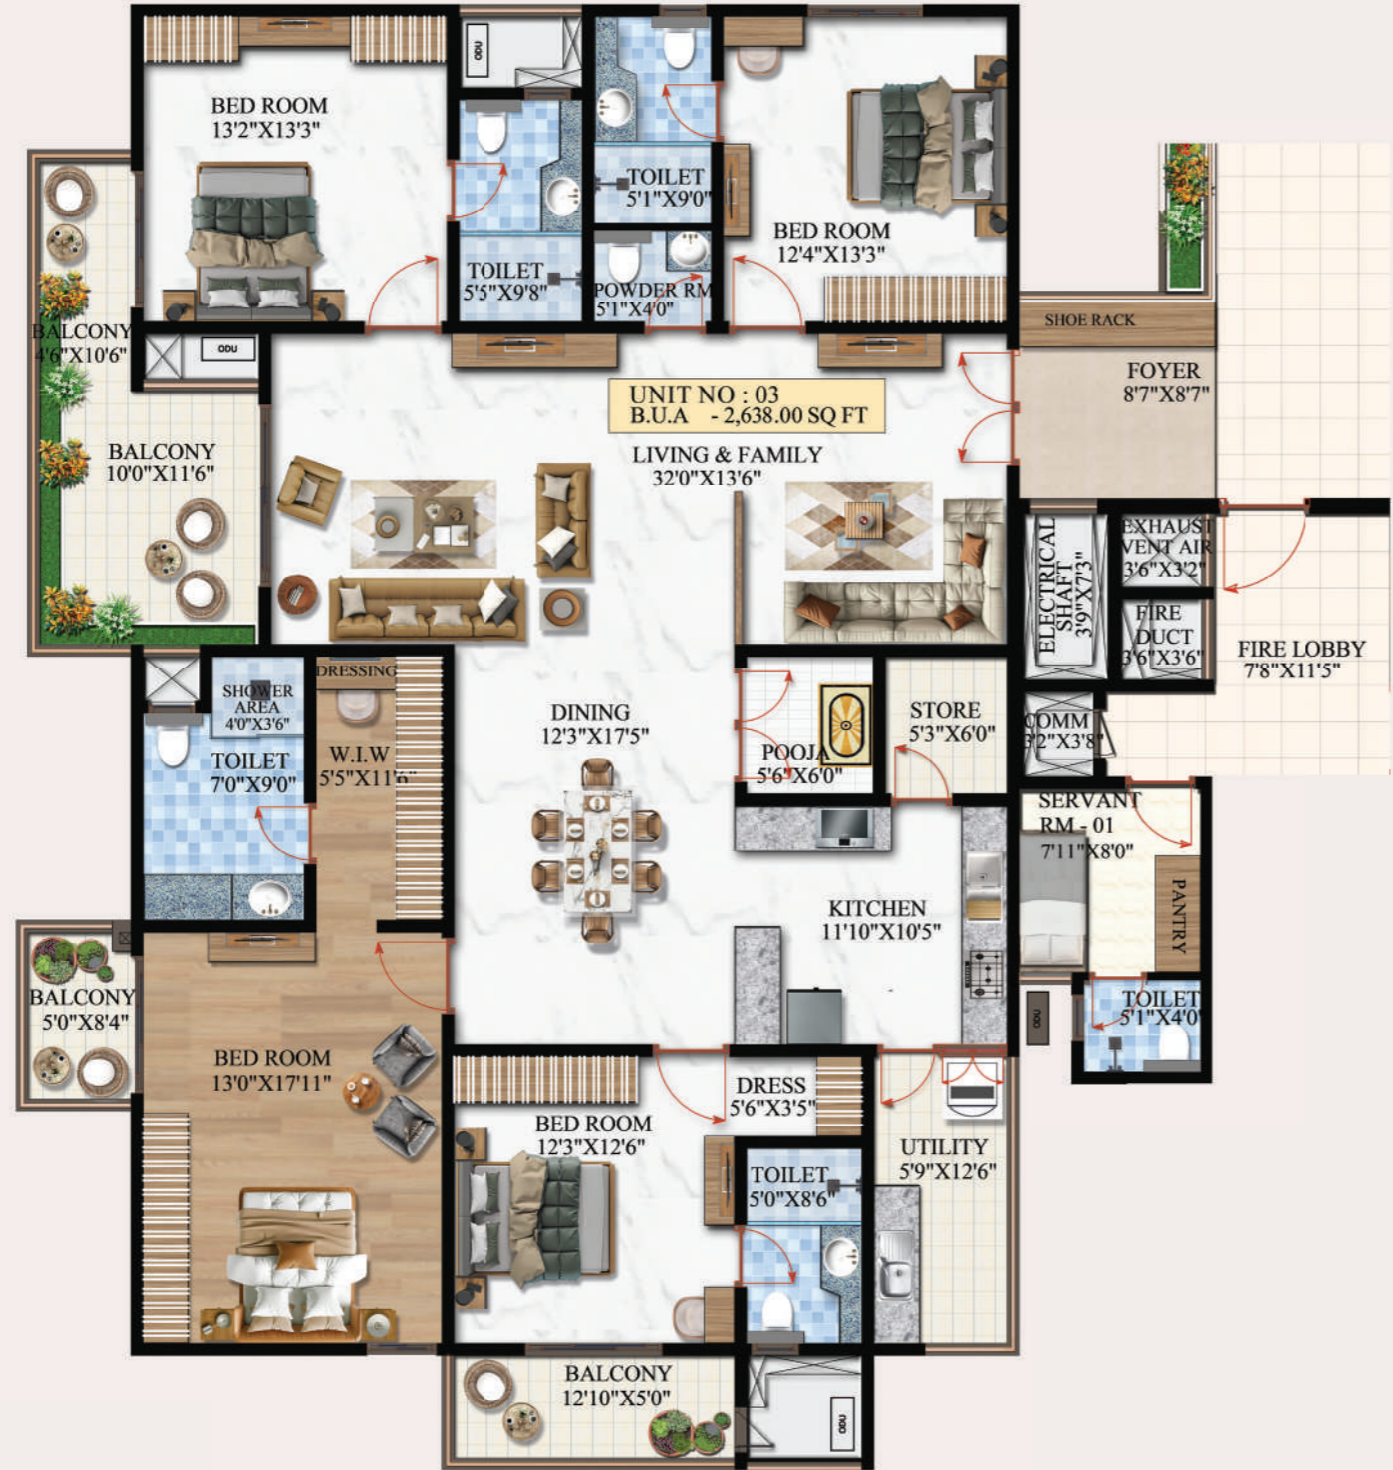 ODU
BED ROOM
13'2"X13'3"
TOILET
5'1"X9'0"
BED ROOM
12'4"X13'3"
TOILET
5'5"X9'8"
POWDER RM
5'1"X4'0"
BALCONY
4'6"X10'6"
ODU
SHOE RACK
FOYER
8'7"X8'7"
UNIT NO : 03
B.U.A - 2,638.00 SQ FT
LIVING & FAMILY
32'0"X13'6"
BALCONY
10'0"X11'6"
ELECTRICAL
SHAFT
3'9"X7'3"
EXHAUST
VENT AIR
3'6"X3'2"
FIRE
DUCT
3'6"X3'6"
FIRE LOBBY
7'8"X11'5"
DRESSING
SHOWER
AREA
4'0"X3'6"
TOILET
7'0"X9'0"
W.I.W
5'5"X11'6"
DINING
12'3"X17'5"
POOJA
5'6"X6'0"
STORE
5'3"X6'0"
COMM
3'2"X3'8"
SERVANT
RM - 01
7'11"X8'0"
PANTRY
KITCHEN
11'10"X10'5"
BALCONY
5'0"X8'4"
ODU
TOILET
5'1"X4'0"
BED ROOM
13'0"X17'11"
DRESS
5'6"X3'5"
BED ROOM
12'3"X12'6"
TOILET
5'0"X8'6"
UTILITY
5'9"X12'6"
BALCONY
12'10"X5'0"
ODU